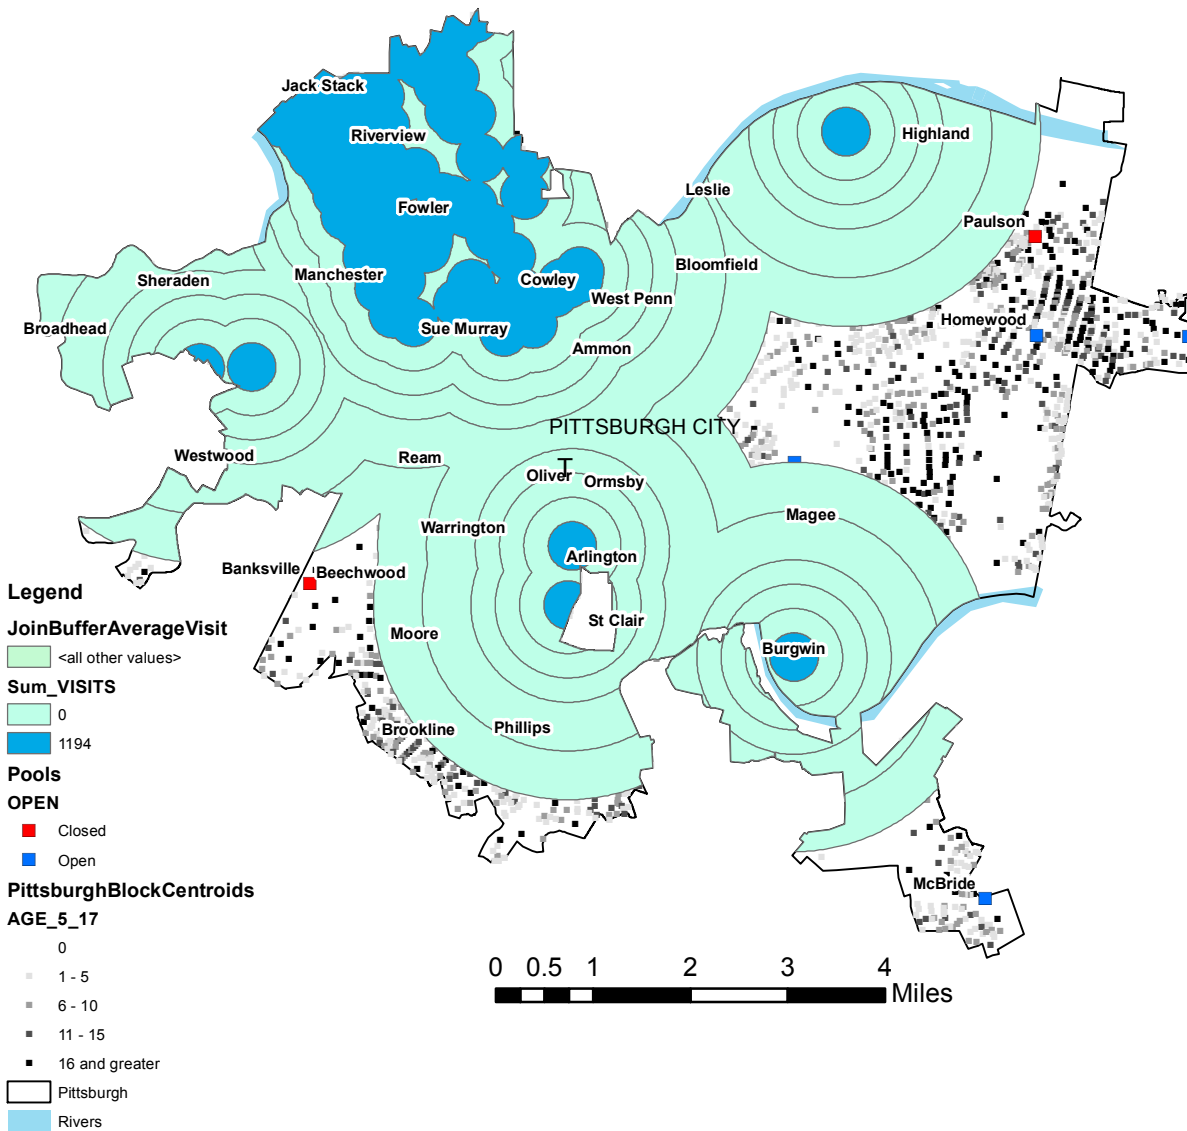 Jack Stack
Riverview
Highland
Leslie
Fowler
Paulson
Bloomfield
Manchester
Cowley
Sheraden
West Penn
Homewood
Broadhead
Sue Murray
Ammon
PITTSBURGH CITY
Westwood
Ream
T
Oliver
Ormsby
Magee
Warrington
Arlington
Banksville
Beechwood
St Clair
Moore
Burgwin
Brookline
Phillips
McBride
Legend
JoinBufferAverageVisit
<all other values>
Sum_VISITS
0
1194
Pools
OPEN
Closed
Open
PittsburghBlockCentroids
AGE_5_17
0
1 - 5
6 - 10
11 - 15
16 and greater
Pittsburgh
Rivers
0 0.5 1 2 3 4
Miles